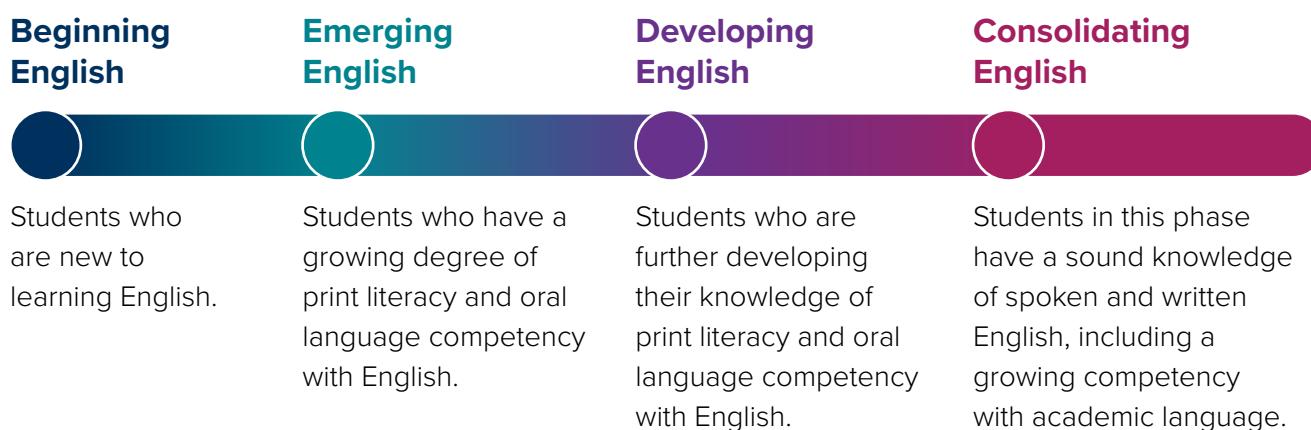 Beginning
English
Students who
are new to
learning English.
Emerging
English
Students who have a
growing degree of
print literacy and oral
language competency
with English.
Developing
English
Students who are
further developing
their knowledge of
print literacy and oral
language competency
with English.
Consolidating
English
Students in this phase
have a sound knowledge
of spoken and written
English, including a
growing competency
with academic language.